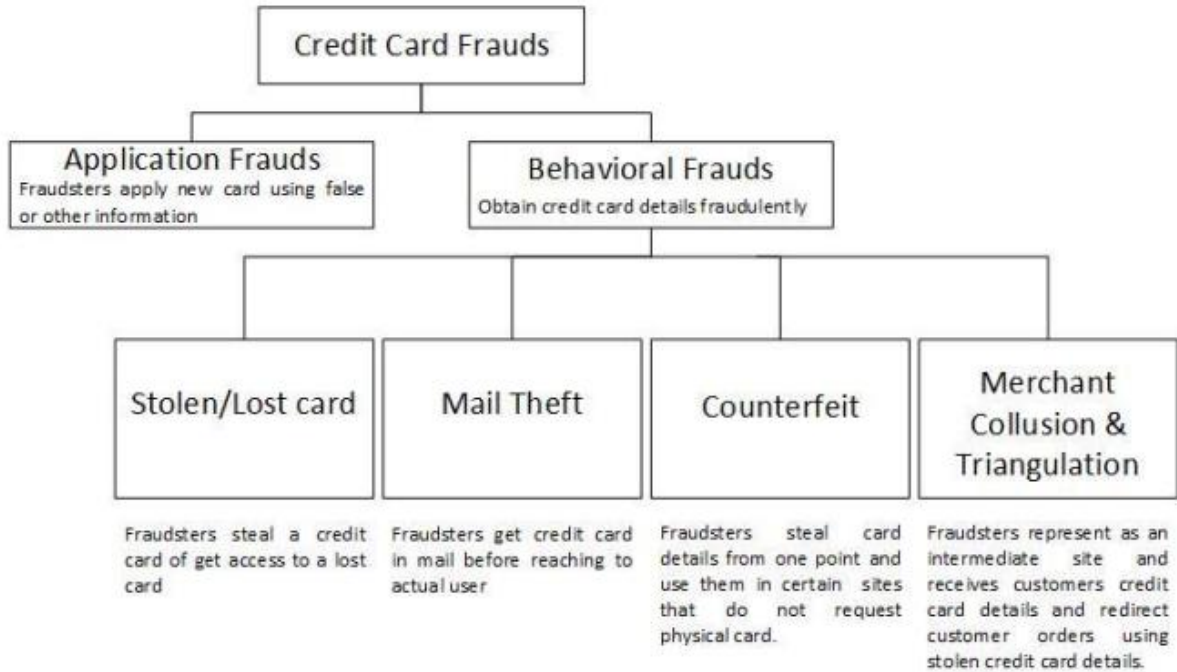 Credit Card Frauds
Application Frauds
Fraudsters apply new card using false
or other information
Behavioral Frauds
Obtain credit card details fraudulently
Stolen/Lost card
Mail Theft
Counterfeit
Merchant
Collusion &
Triangulation
Fraudsters steal a credit
card of get access to a lost
card
Fraudsters get credit card
in mail before reaching to
actual user
Fraudsters steal card
details from one point and
use them in certain sites
that do not request
physical card.
Fraudsters represent as an
intermediate site and
receives customers credit
card details and redirect
customer orders using
stolen credit card details.